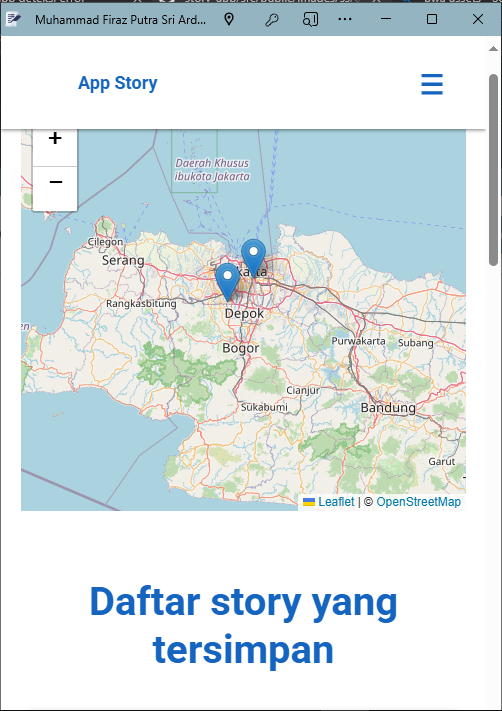 Muhammad Firaz Putra Sri Ard...
App Story
+
−
Daerah Khusus
ibukota Jakarta
Cilegon
Serang
Rangkasbitung
Depok
Bogor
Purwakarta
Subang
Cianjur
Sukabumi
Bandung
Garut
Leaflet | © OpenStreetMap
Daftar story yang
tersimpan